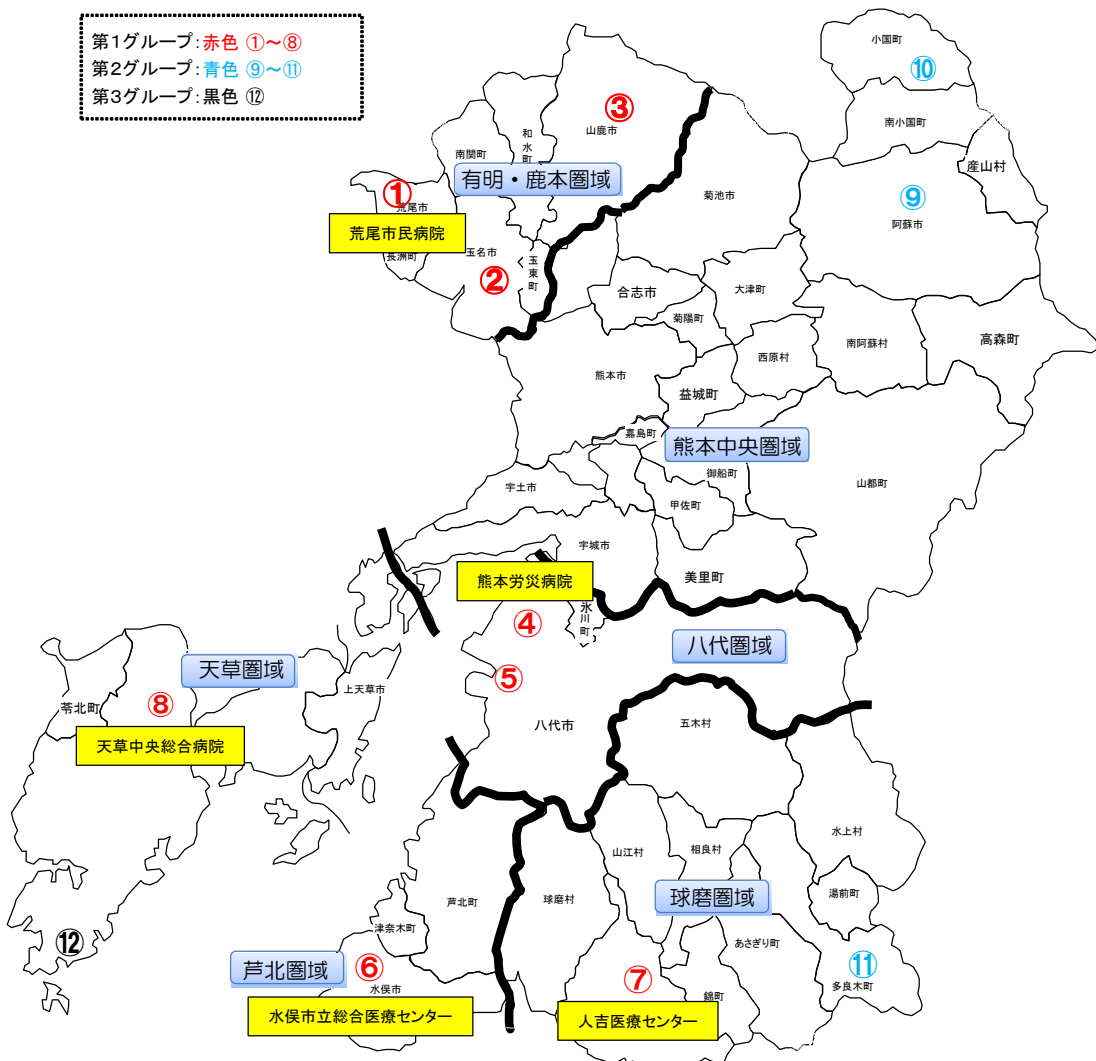 第1グループ：赤色 ①～⑧
第2グループ：青色 ⑨～⑪
第3グループ：黒色 ⑫
小国町
⑩
南小国町
産山村
③
山鹿市
和水町
南関町
有明・鹿本圏域
菊池市
⑨
阿蘇市
①
荒尾市
荒尾市民病院
長洲町
玉名市
②
玉東町
合志市
大津町
菊陽町
西原村
南阿蘇村
高森町
熊本市
益城町
嘉島町
熊本中央圏域
御船町
山都町
宇土市
甲佐町
宇城市
美里町
熊本労災病院
④
氷川町
八代圏域
⑤
八代市
五木村
天草圏域
上天草市
苓北町
⑧
天草中央総合病院
水上村
山江村
相良村
湯前町
球磨圏域
芦北町
球磨村
津奈木町
あさぎり町
⑫
芦北圏域
⑥
水俣市
水俣市立総合医療センター
⑦
錦町
人吉医療センター
⑪
多良木町